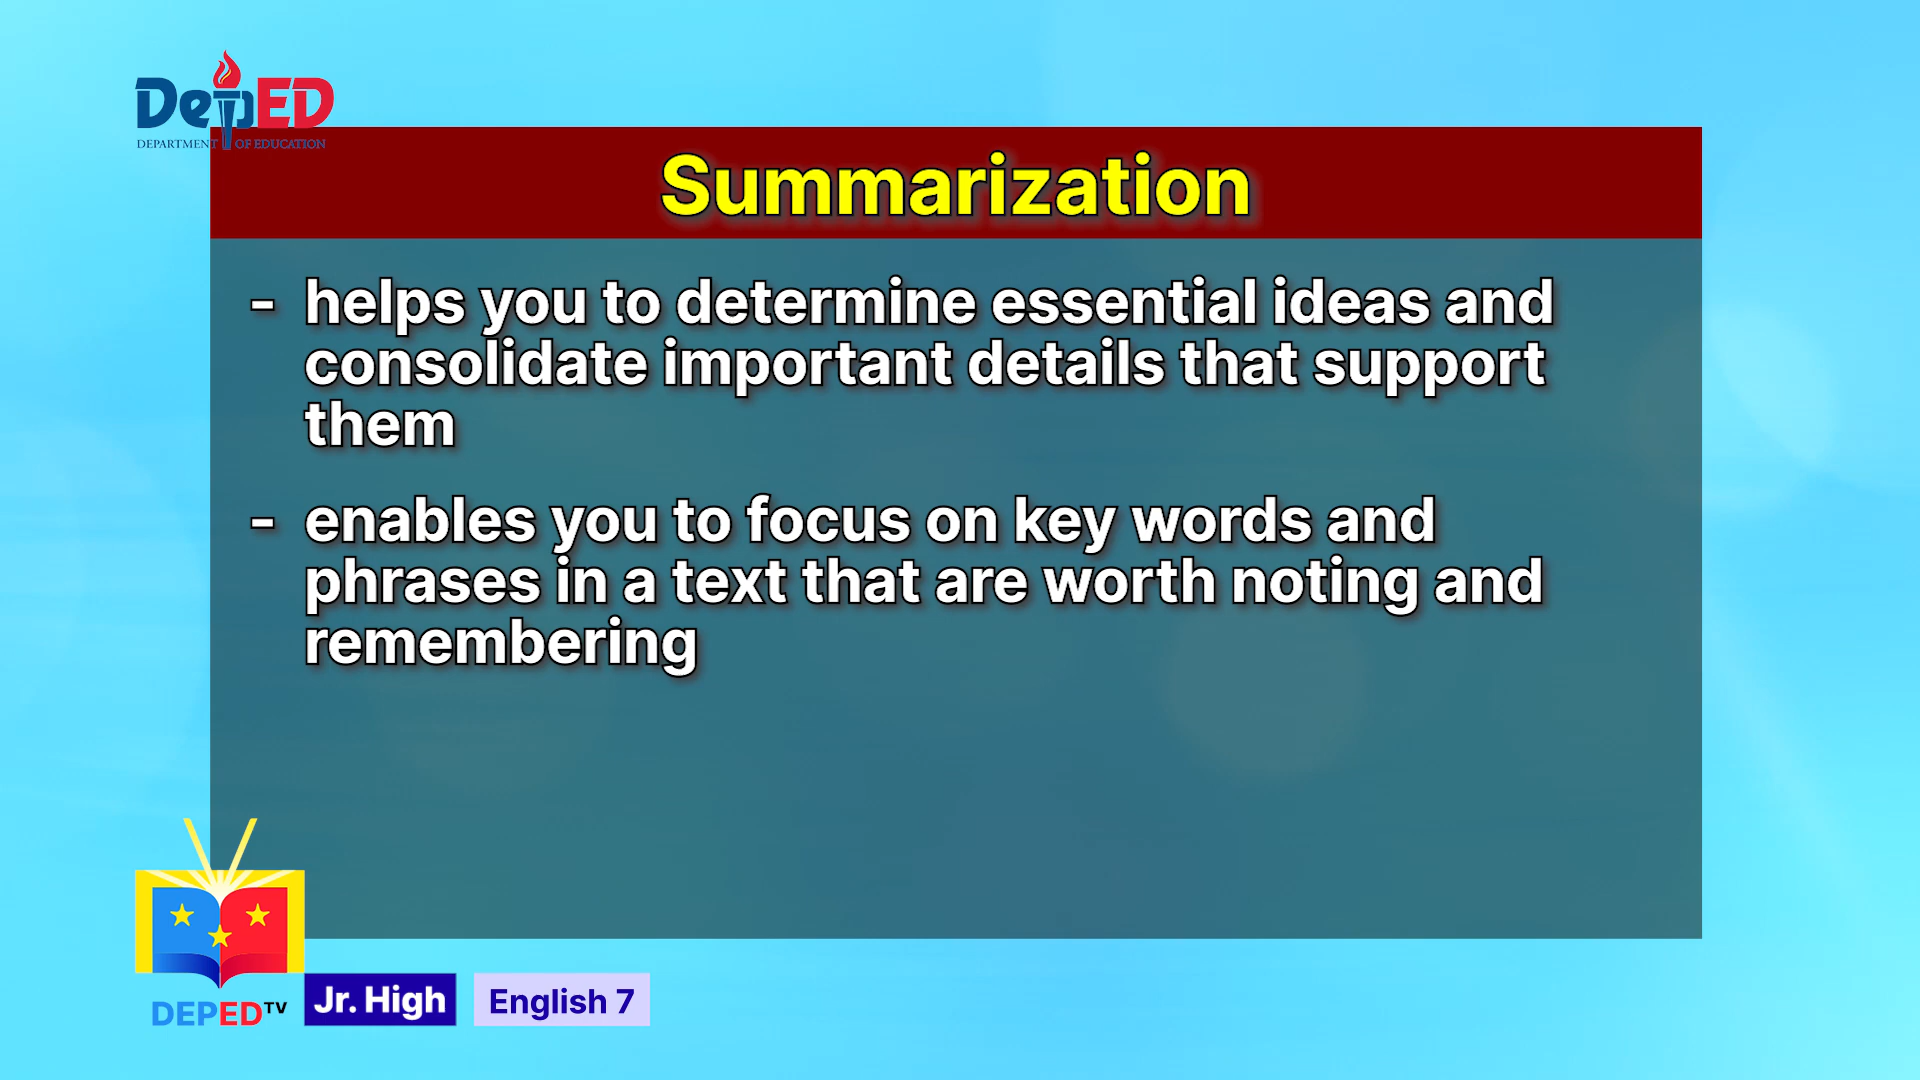 DepED
DEPARTMENT OF EDUCATION
Summarization
- helps you to determine essential ideas and
consolidate important details that support
them
- enables you to focus on key words and
phrases in a text that are worth noting and
remembering
DEPED TV
Jr. High
English 7